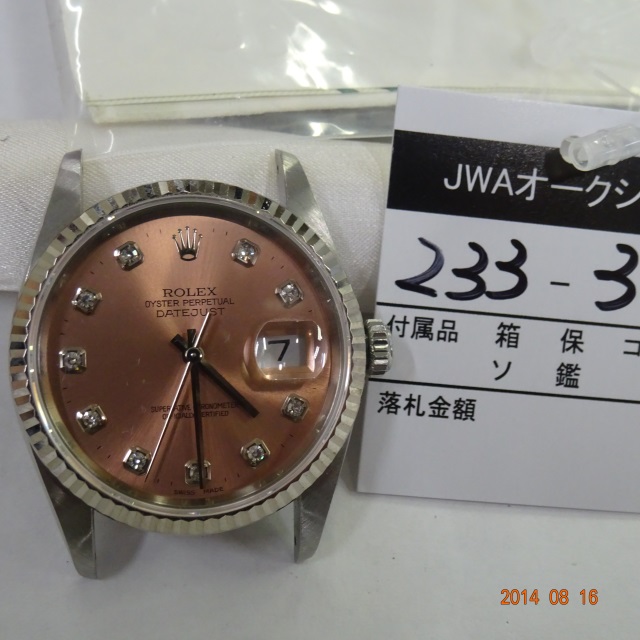 JWAオークシ
233-3
付属品 箱 保 コ
ソ 鑑
落札金額
ROLEX
OYSTER PERPETUAL
DATEJUST
7
SUPERLATIVE CHRONOMETER
OFFICIALLY CERTIFIED
SWISS MADE
2014 08 16